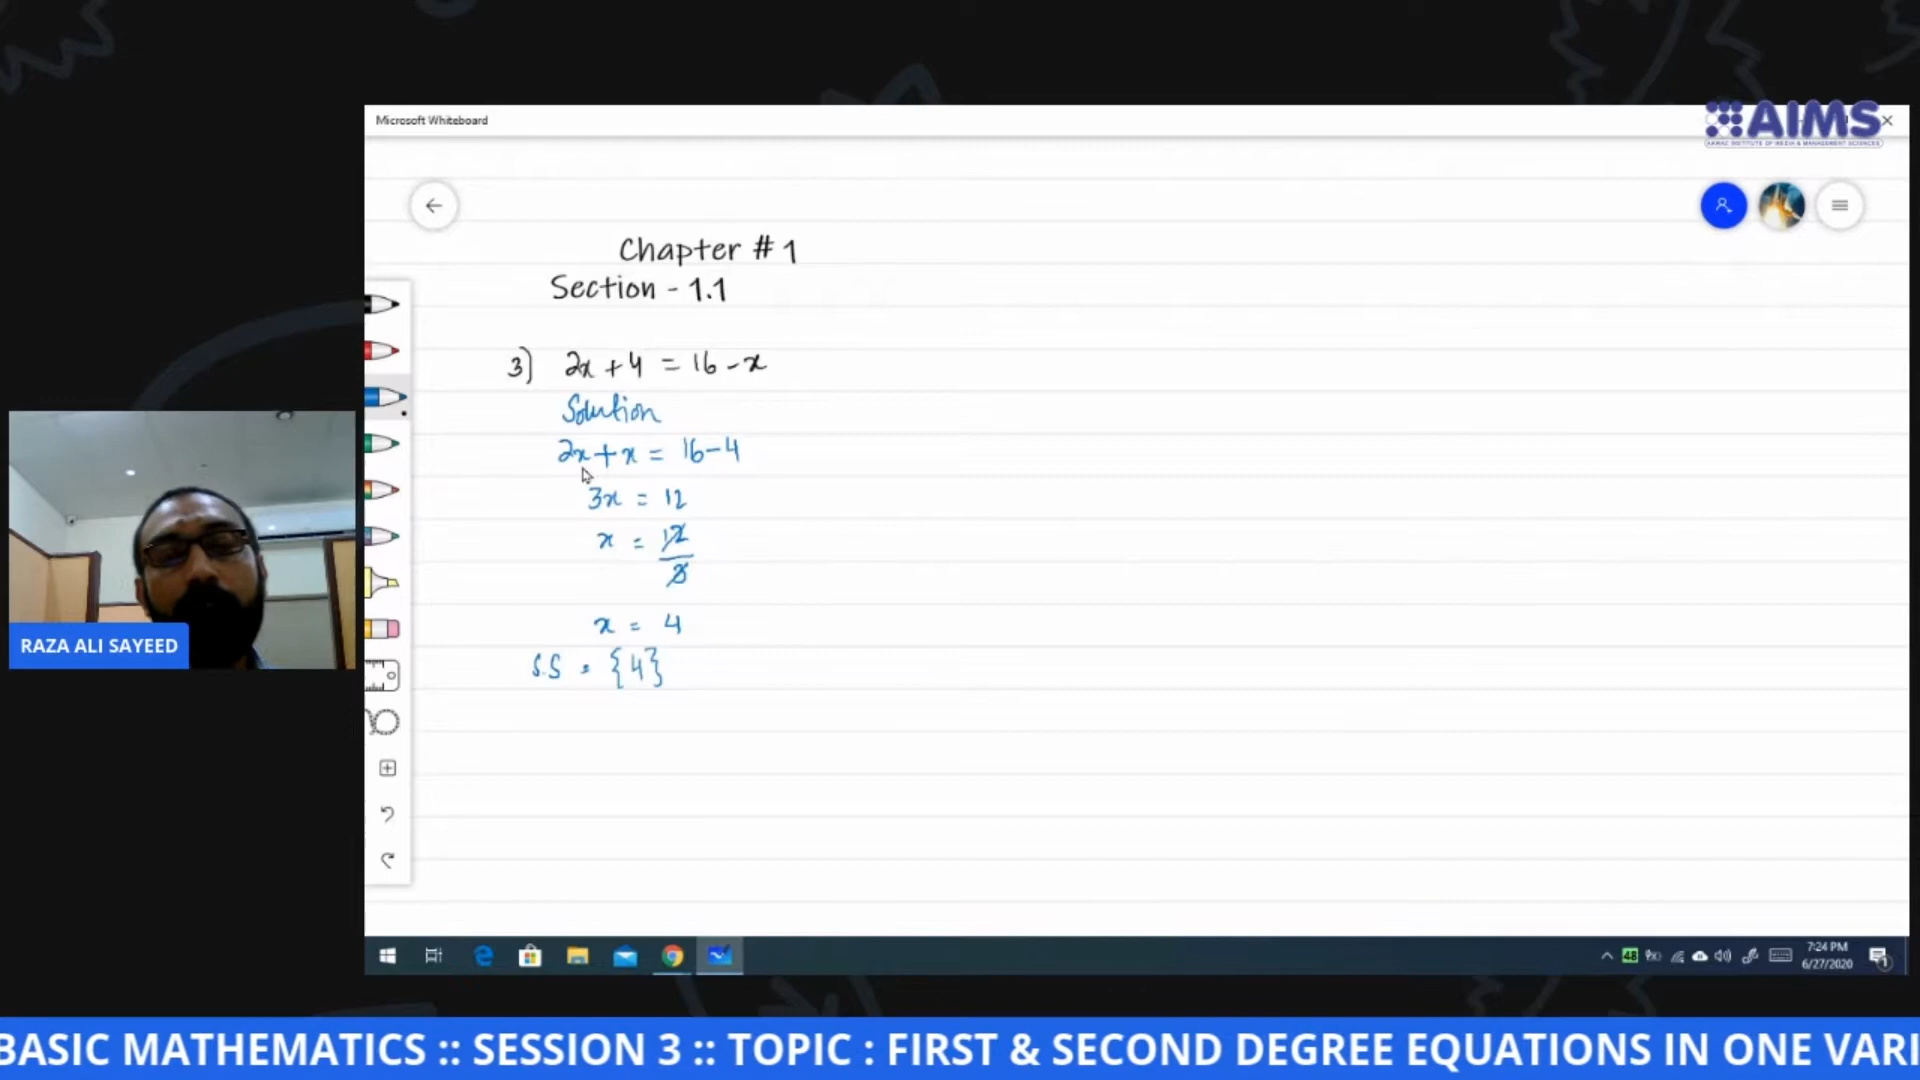 Microsoft Whiteboard
AIMS
Chapter # 1
Section - 1.1
3) 2x + 4 = 16 - x
Solution
2x + x = 16 - 4
3x = 12
x = 12
3
x = 4
S.S = {4}
RAZA ALI SAYEED
48
7:24 PM
6/27/2020
1
BASIC MATHEMATICS :: SESSION 3 :: TOPIC : FIRST & SECOND DEGREE EQUATIONS IN ONE VARI